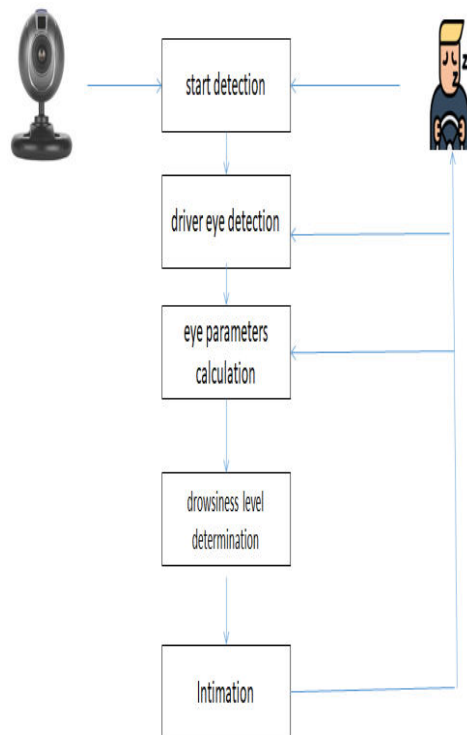 start detection
z
z
z
driver eye detection
eye parameters
calculation
drowsiness level
determination
Intimation